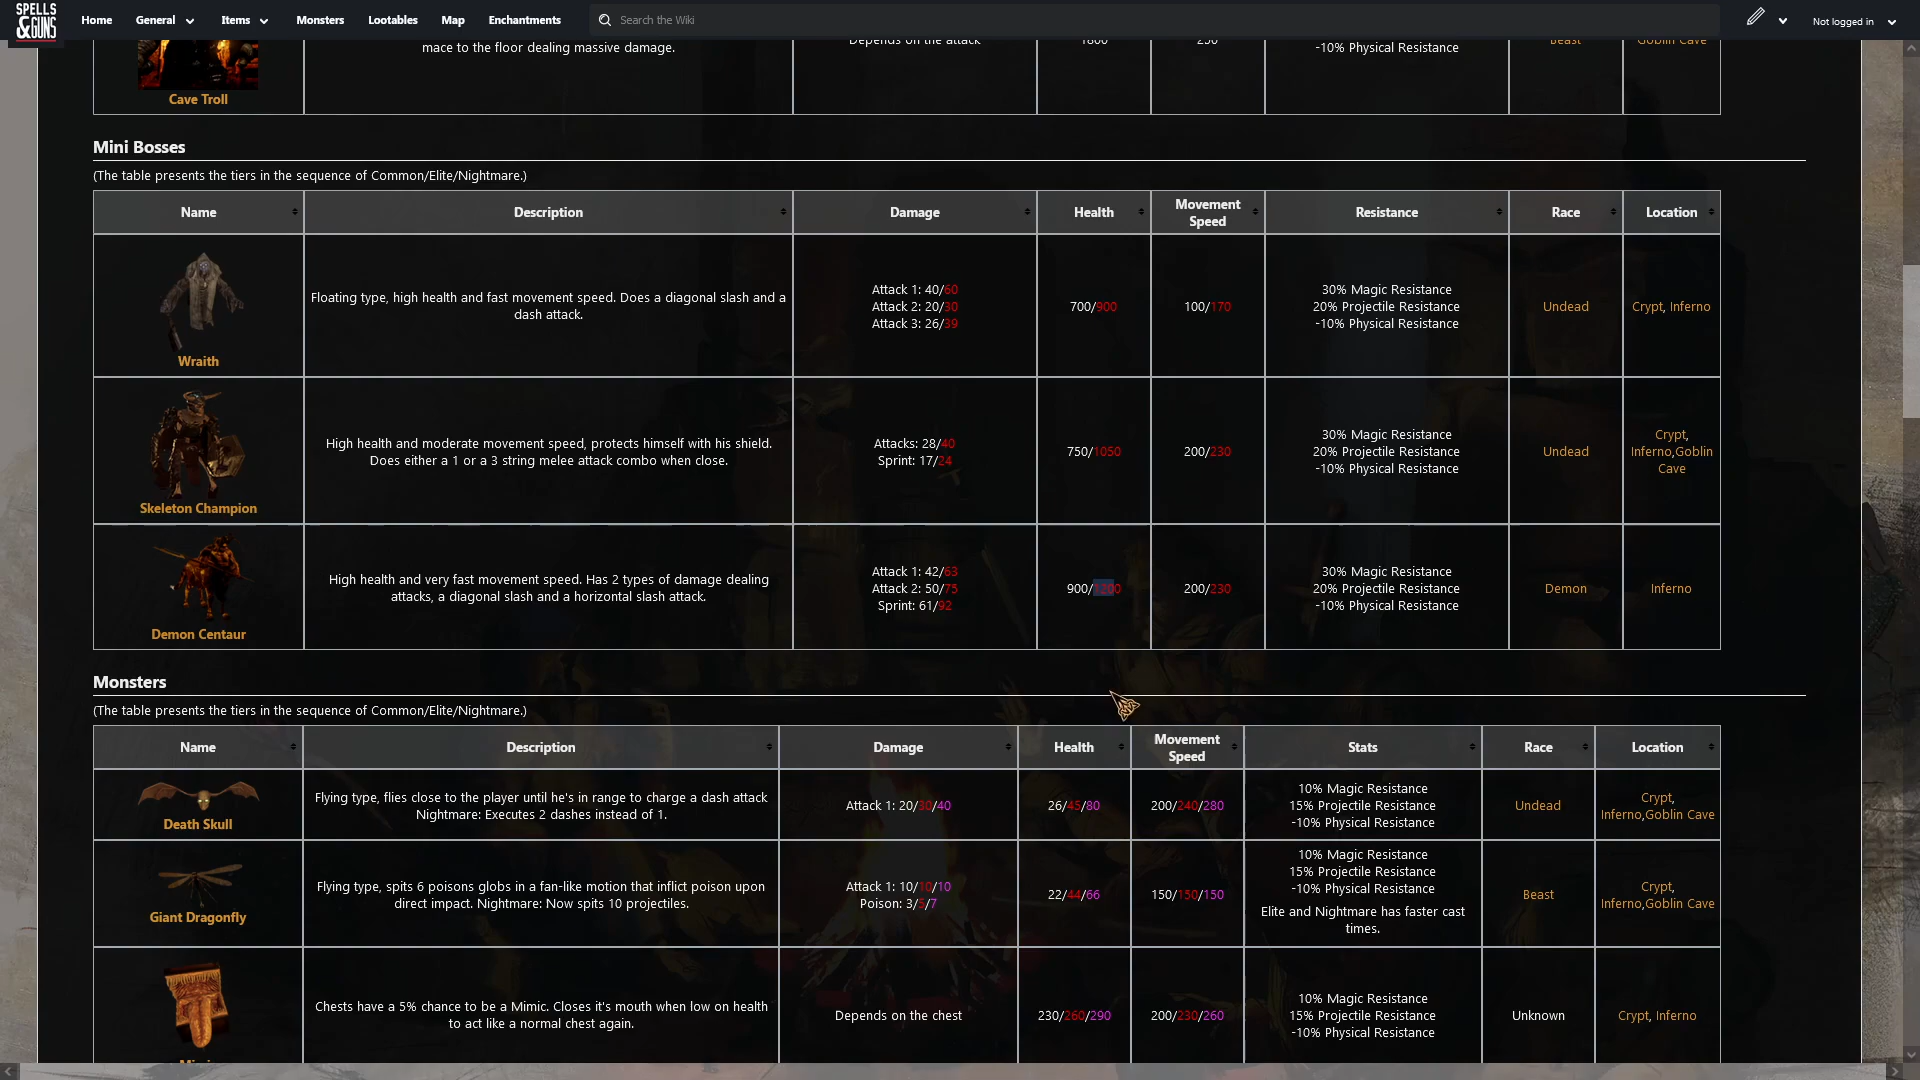 SPELLS
&GUNS
Home General Items Monsters Lootables Map Enchantments Search the Wiki Not logged in
mace to the floor dealing massive damage. Depends on the attack 1800 250 -10% Physical Resistance Beast Goblin Cave
Cave Troll
Mini Bosses
(The table presents the tiers in the sequence of Common/Elite/Nightmare.)
Name Description Damage Health Movement Speed Resistance Race Location
Floating type, high health and fast movement speed. Does a diagonal slash and a
dash attack.
Attack 1: 40/60
Attack 2: 20/30
Attack 3: 26/39
700/900
100/170
30% Magic Resistance
20% Projectile Resistance
-10% Physical Resistance
Undead
Crypt, Inferno
Wraith
High health and moderate movement speed, protects himself with his shield.
Does either a 1 or a 3 string melee attack combo when close.
Attacks: 28/40
Sprint: 17/24
750/1050
200/230
30% Magic Resistance
20% Projectile Resistance
-10% Physical Resistance
Undead
Crypt,
Inferno,Goblin
Cave
Skeleton Champion
High health and very fast movement speed. Has 2 types of damage dealing
attacks, a diagonal slash and a horizontal slash attack.
Attack 1: 42/63
Attack 2: 50/75
Sprint: 61/92
900/1200
200/230
30% Magic Resistance
20% Projectile Resistance
-10% Physical Resistance
Demon
Inferno
Demon Centaur
Monsters
(The table presents the tiers in the sequence of Common/Elite/Nightmare.)
Name Description Damage Health Movement Speed Stats Race Location
Flying type, flies close to the player until he's in range to charge a dash attack
Nightmare: Executes 2 dashes instead of 1.
Attack 1: 20/30/40
26/45/80
200/240/280
10% Magic Resistance
15% Projectile Resistance
-10% Physical Resistance
Undead
Crypt,
Inferno,Goblin Cave
Death Skull
Flying type, spits 6 poisons globs in a fan-like motion that inflict poison upon
direct impact. Nightmare: Now spits 10 projectiles.
Attack 1: 10/10/10
Poison: 3/5/7
22/44/66
150/150/150
10% Magic Resistance
15% Projectile Resistance
-10% Physical Resistance
Elite and Nightmare has faster cast
times.
Beast
Crypt,
Inferno,Goblin Cave
Giant Dragonfly
Chests have a 5% chance to be a Mimic. Closes it's mouth when low on health
to act like a normal chest again.
Depends on the chest
230/260/290
200/230/260
10% Magic Resistance
15% Projectile Resistance
-10% Physical Resistance
Unknown
Crypt, Inferno